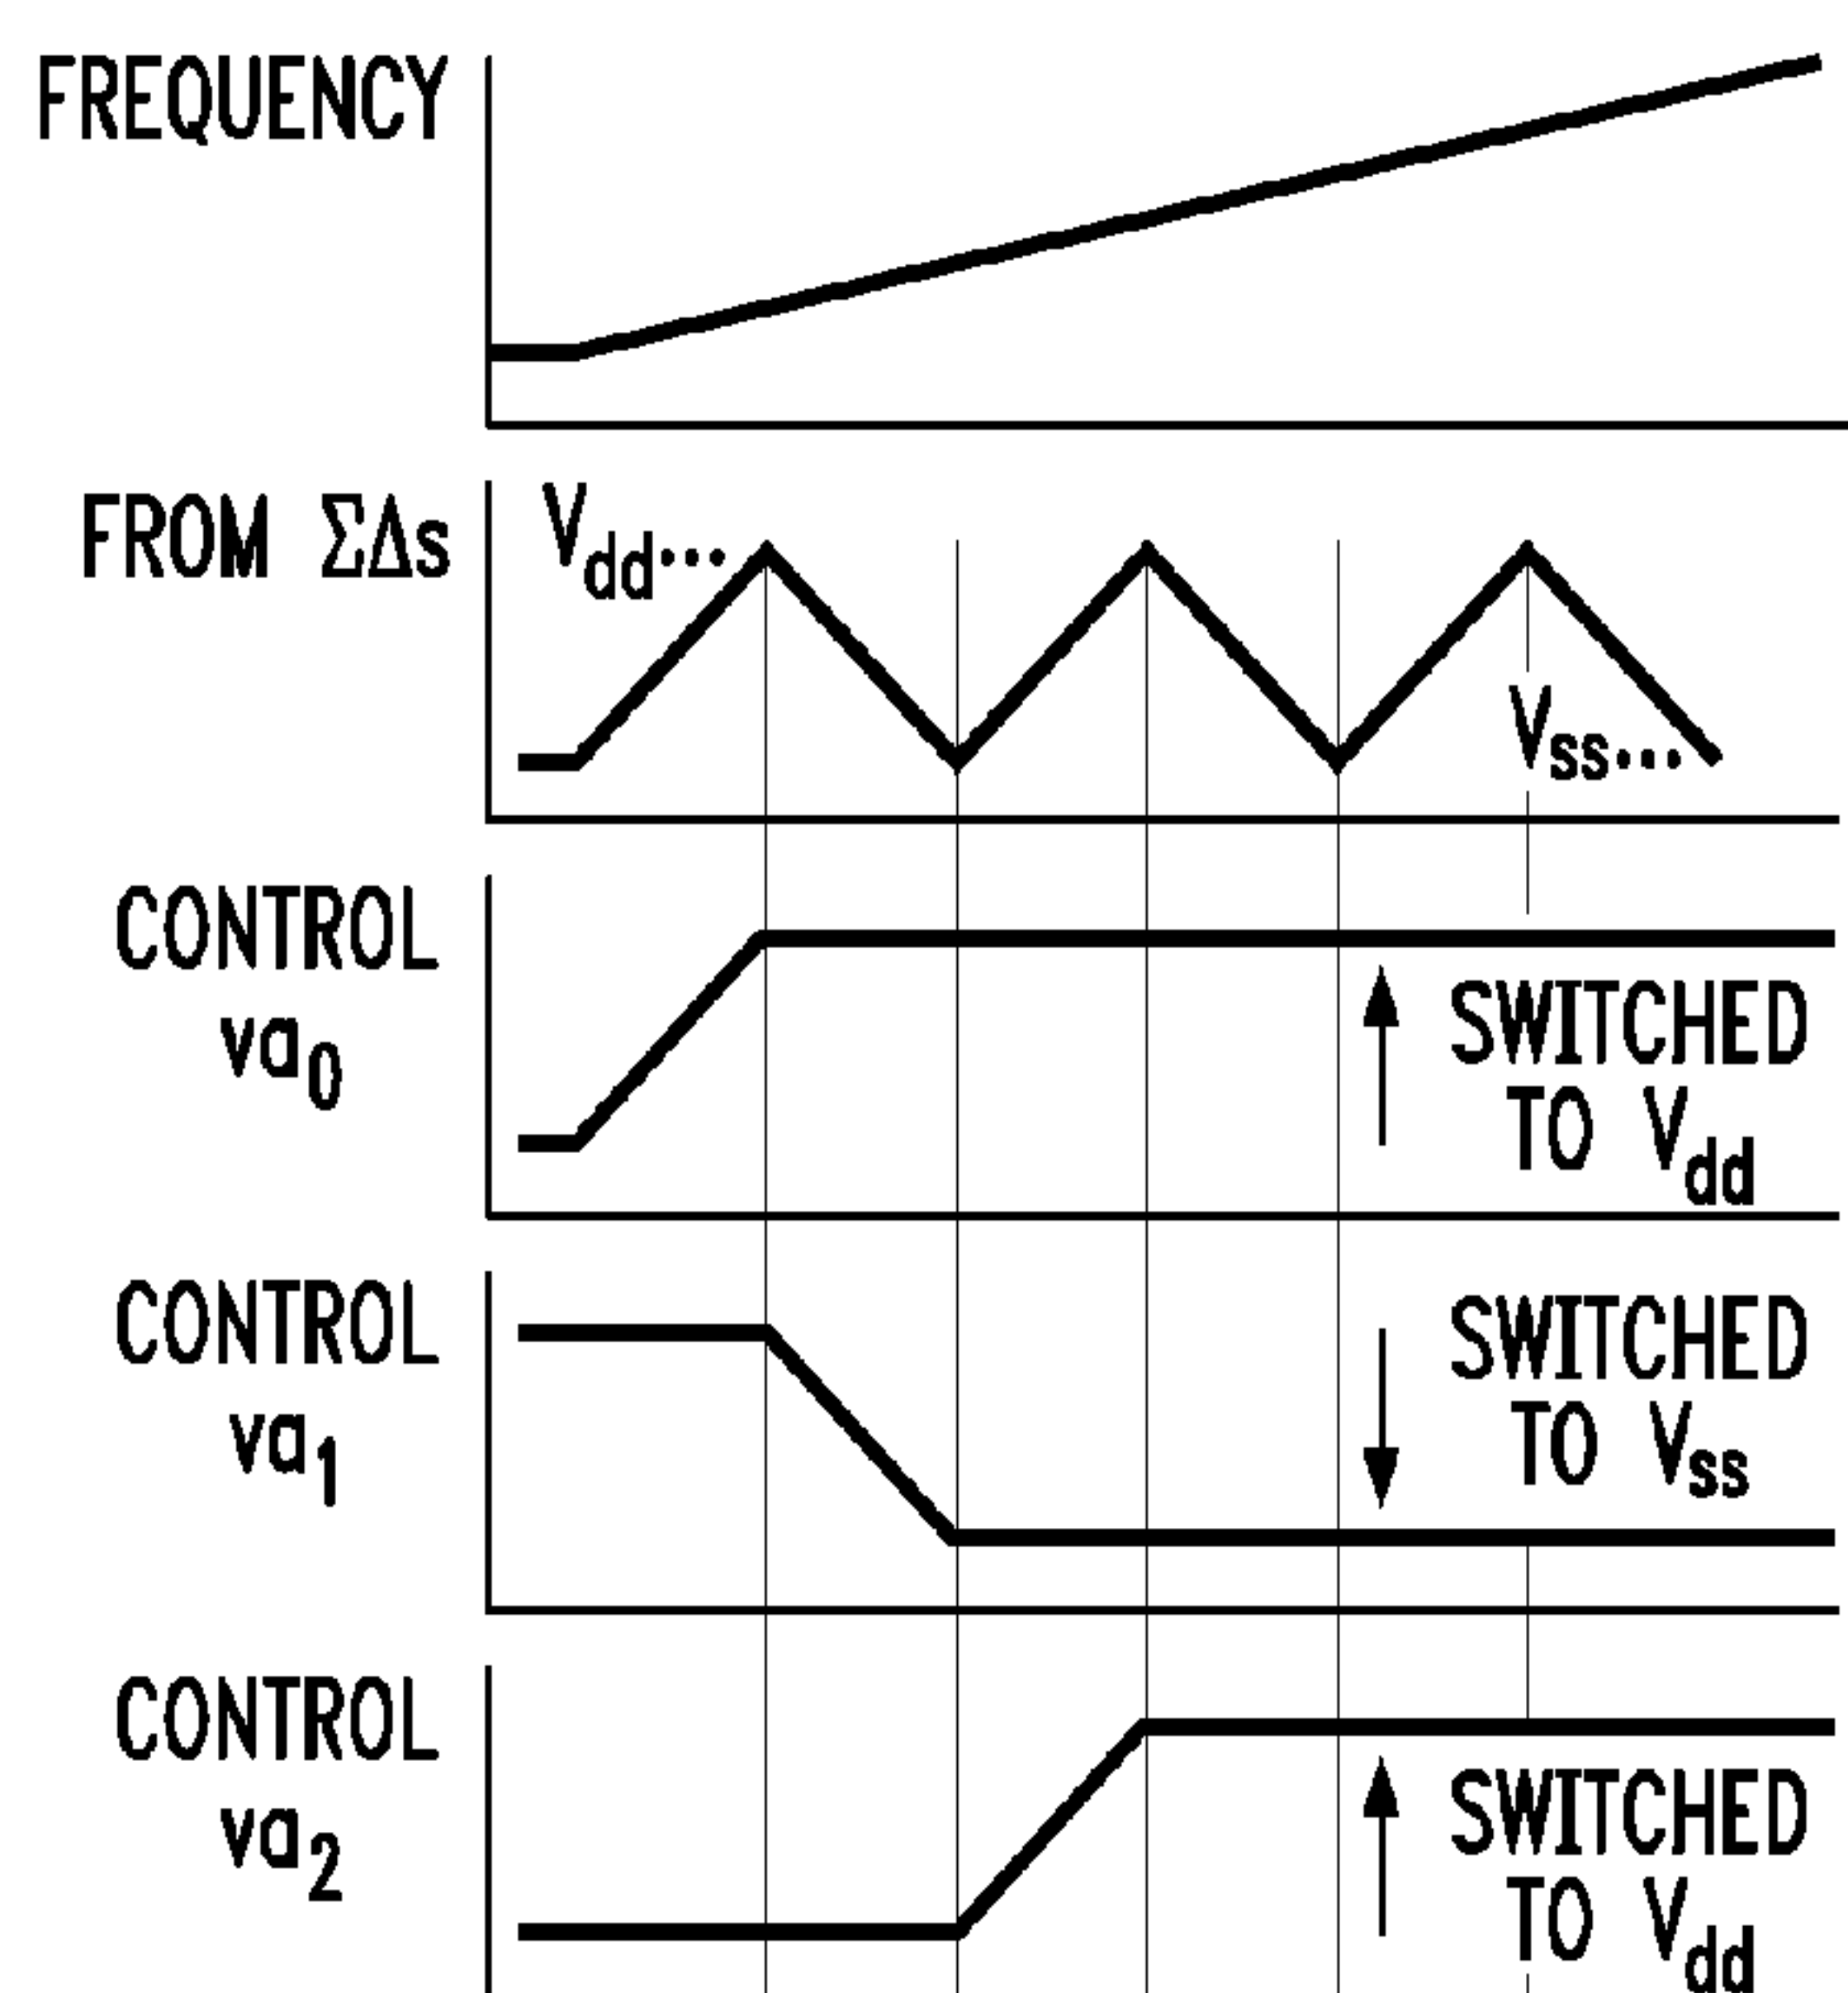 FREQUENCY
FROM ΣΔs
Vdd...
Vss...
CONTROL
va0
SWITCHED
TO Vdd
CONTROL
va1
SWITCHED
TO Vss
CONTROL
va2
SWITCHED
TO Vdd